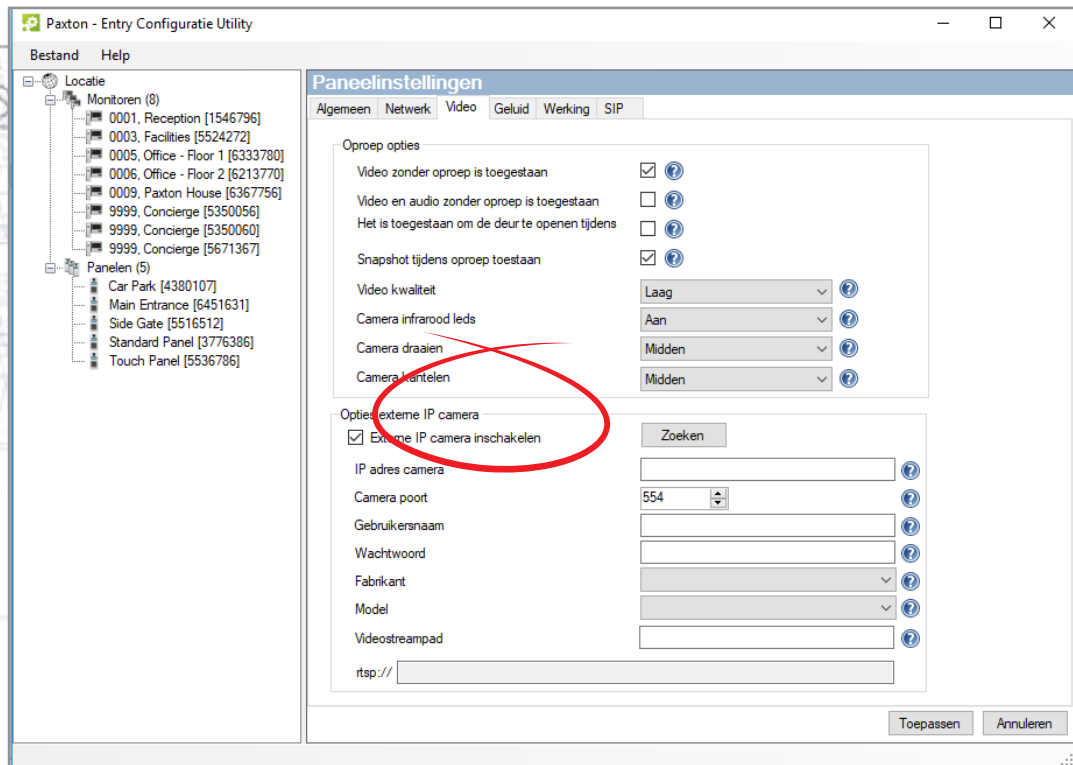 Paxton - Entry Configuratie Utility
Bestand Help
Locatie
Monitoren (8)
0001, Reception [1546796]
0003, Facilities [5524272]
0005, Office - Floor 1 [6333780]
0006, Office - Floor 2 [6213770]
0009, Paxton House [6367756]
9999, Concierge [5350056]
9999, Concierge [5350060]
9999, Concierge [5671367]
Panelen (5)
Car Park [4380107]
Main Entrance [6451631]
Side Gate [5516512]
Standard Panel [3776386]
Touch Panel [5536786]
Paneelinstellingen
Algemeen Netwerk Video Geluid Werking SIP
Oproep opties
Video zonder oproep is toegestaan
Video en audio zonder oproep is toegestaan
Het is toegestaan om de deur te openen tijdens
Snapshot tijdens oproep toestaan
Video kwaliteit Laag
Camera infrarood leds Aan
Camera draaien Midden
Camera kantelen Midden
Opties externe IP camera
Externe IP camera inschakelen Zoeken
IP adres camera
Camera poort 554
Gebruikersnaam
Wachtwoord
Fabrikant
Model
Videostreampad
rtsp://
Toepassen Annuleren